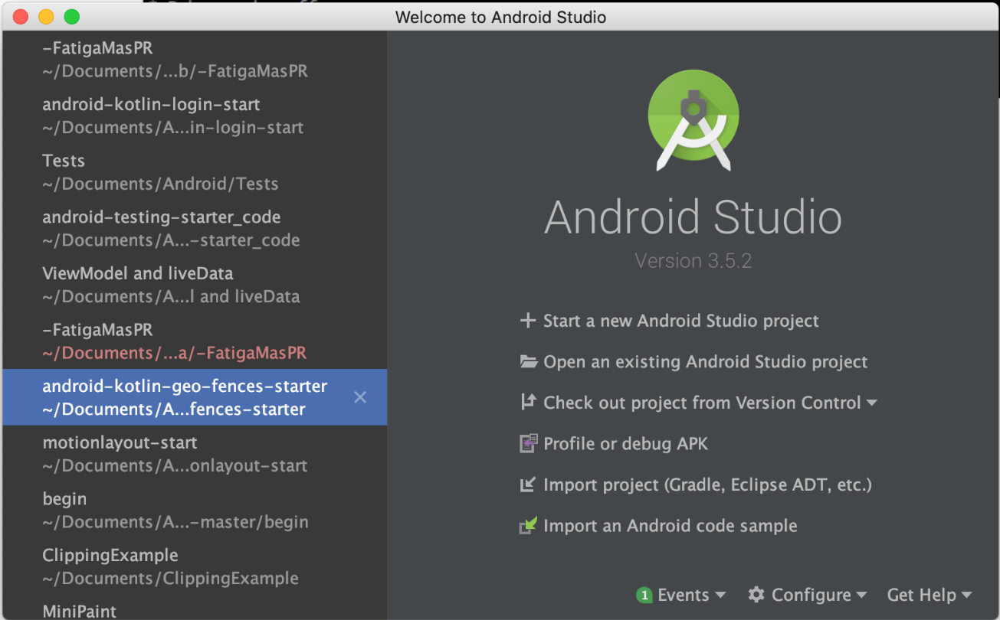 Welcome to Android Studio
-FatigaMasPR
~/Documents/...b/-FatigaMasPR
android-kotlin-login-start
~/Documents/A...in-login-start
Tests
~/Documents/Android/Tests
android-testing-starter_code
~/Documents/A...-starter_code
ViewModel and liveData
~/Documents/A...l and liveData
-FatigaMasPR
~/Documents/...a/-FatigaMasPR
android-kotlin-geo-fences-starter
~/Documents/A...fences-starter
motionlayout-start
~/Documents/A...onlayout-start
begin
~/Documents/A...-master/begin
ClippingExample
~/Documents/ClippingExample
MiniPaint
Android Studio
Version 3.5.2
Start a new Android Studio project
Open an existing Android Studio project
Check out project from Version Control
Profile or debug APK
Import project (Gradle, Eclipse ADT, etc.)
Import an Android code sample
1 Events Configure Get Help